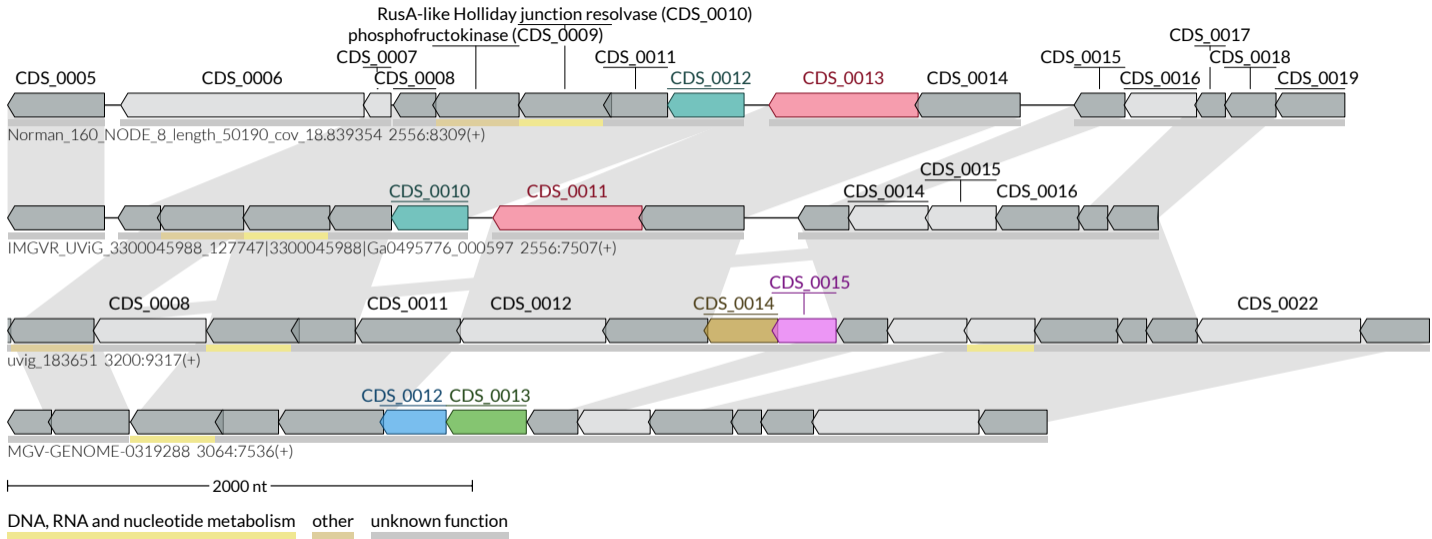 RusA-like Holliday junction resolvase (CDS_0010)
phosphofructokinase (CDS_0009)
CDS_0017
CDS_0007 CDS_0011 CDS_0015 CDS_0018
CDS_0005 CDS_0006 CDS_0008 CDS_0012 CDS_0013 CDS_0014 CDS_0016 CDS_0019
Norman_160_NODE_8_length_50190_cov_18.839354 2556:8309(+)
CDS_0015
CDS_0010 CDS_0011 CDS_0014 CDS_0016
IMGVR_UViG_3300045988_127747|3300045988|Ga0495776_000597 2556:7507(+)
CDS_0015
CDS_0008 CDS_0011 CDS_0012 CDS_0014 CDS_0022
uvig_183651 3200:9317(+)
CDS_0012 CDS_0013
MGV-GENOME-0319288 3064:7536(+)
2000 nt
DNA, RNA and nucleotide metabolism other unknown function